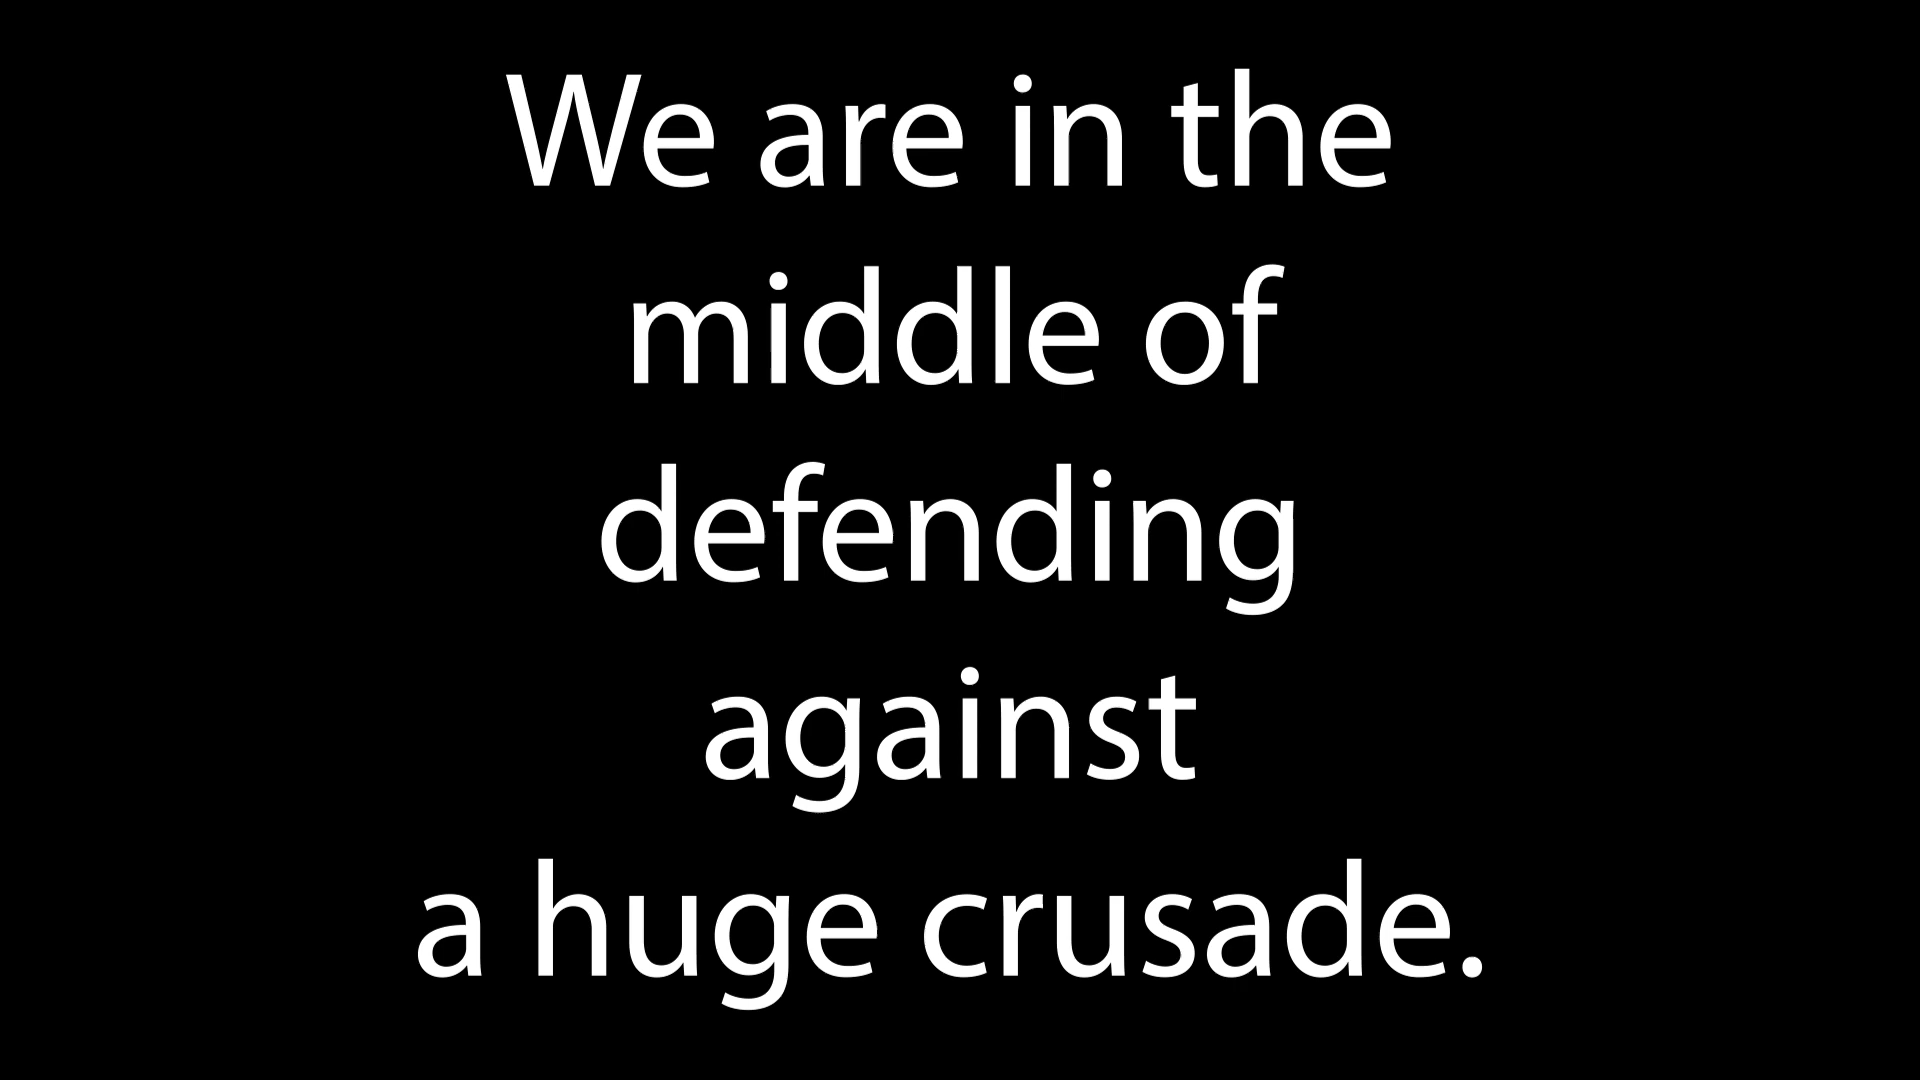 We are in the
middle of
defending
against
a huge crusade.